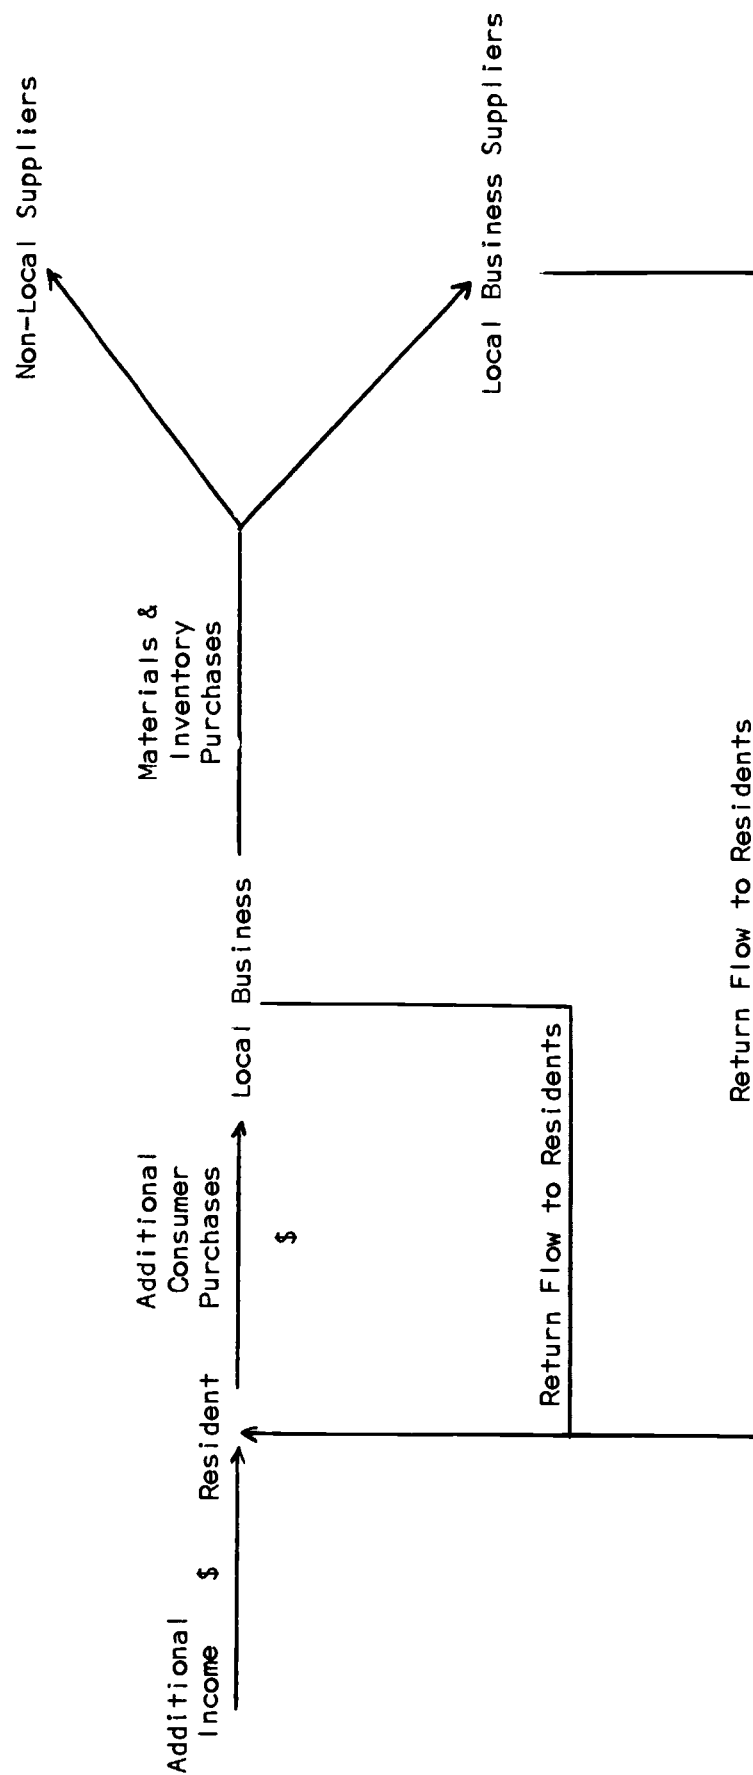 Additional
Income $
Resident
Additional
Consumer
Purchases
$
Local Business
Return Flow to Residents
Materials &
Inventory
Purchases
Non-Local Suppliers
Local Business Suppliers
Return Flow to Residents